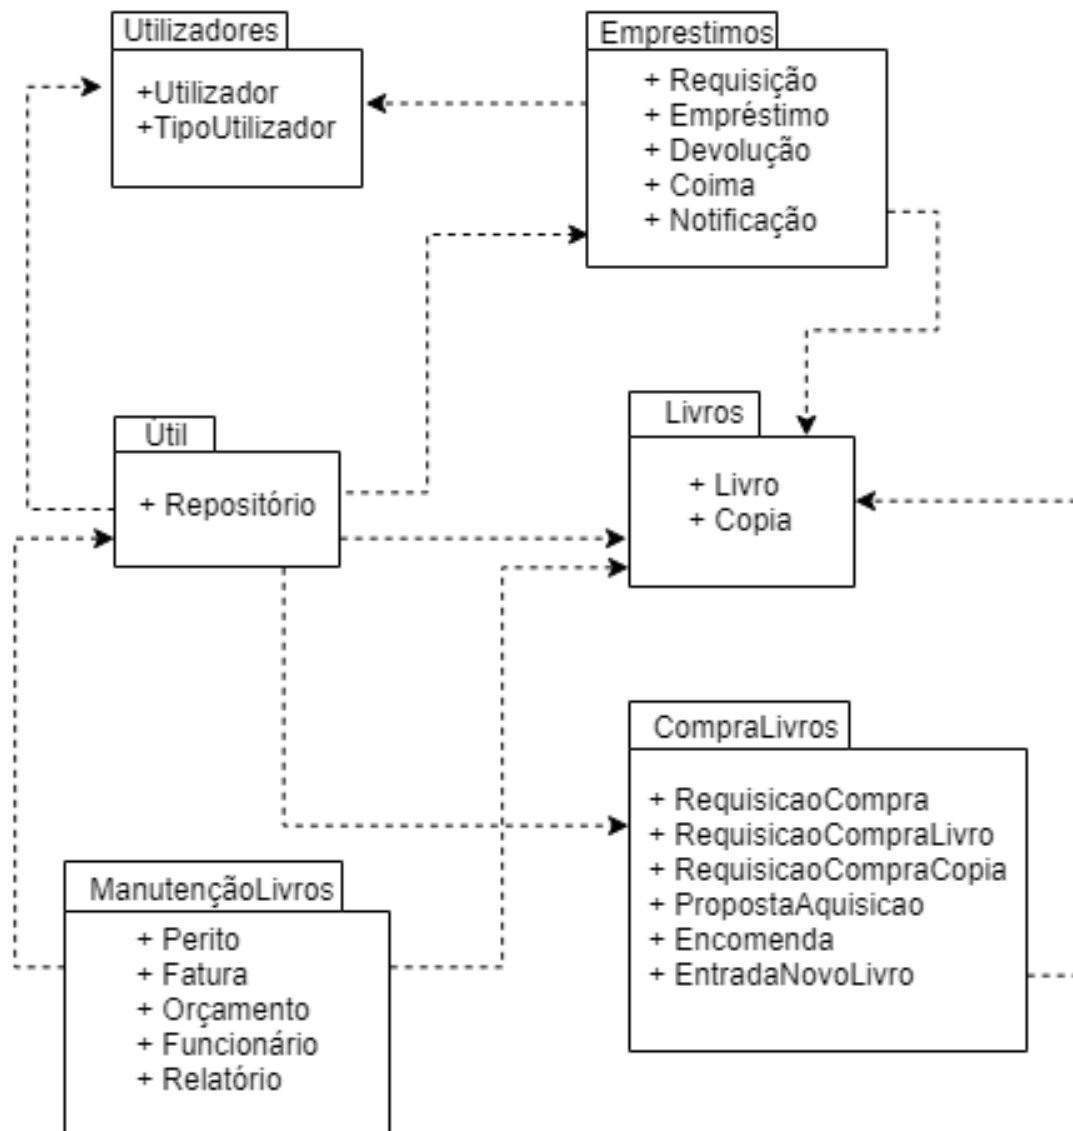 Utilizadores
+Utilizador
+TipoUtilizador
Emprestimos
+ Requisição
+ Empréstimo
+ Devolução
+ Coima
+ Notificação
Útil
+ Repositório
Livros
+ Livro
+ Copia
CompraLivros
+ RequisicaoCompra
+ RequisicaoCompraLivro
+ RequisicaoCompraCopia
+ PropostaAquisicao
+ Encomenda
+ EntradaNovoLivro
ManutençãoLivros
+ Perito
+ Fatura
+ Orçamento
+ Funcionário
+ Relatório